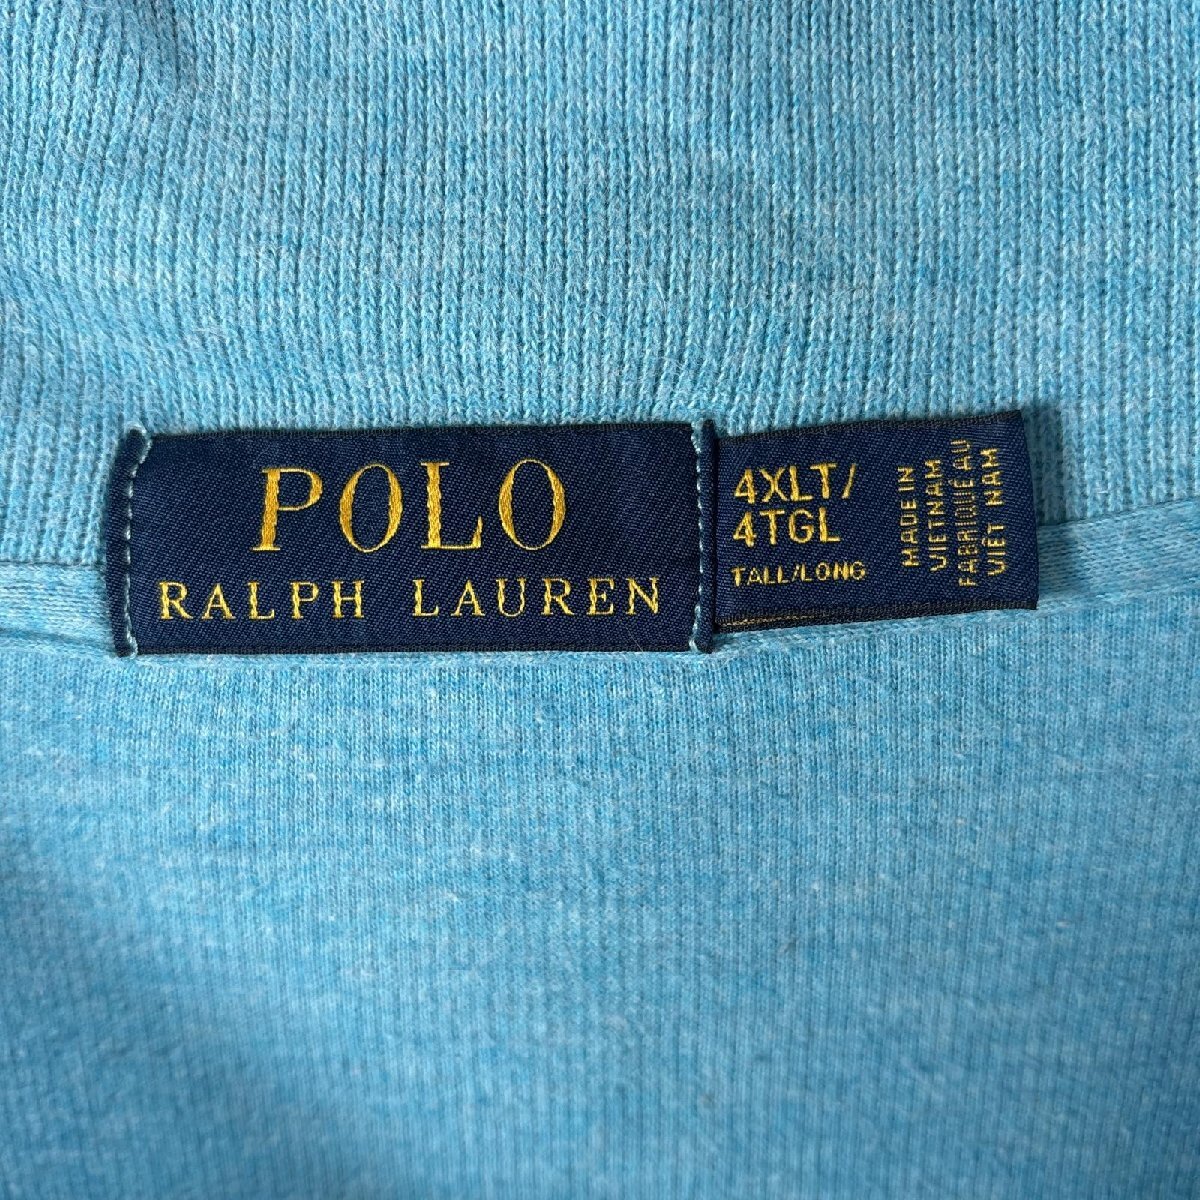 POLO
RALPH LAUREN
4XLT/
4TGL
TALL/LONG
MADE IN
VIETNAM
FABRIQUÉ AU
VIÊT NAM